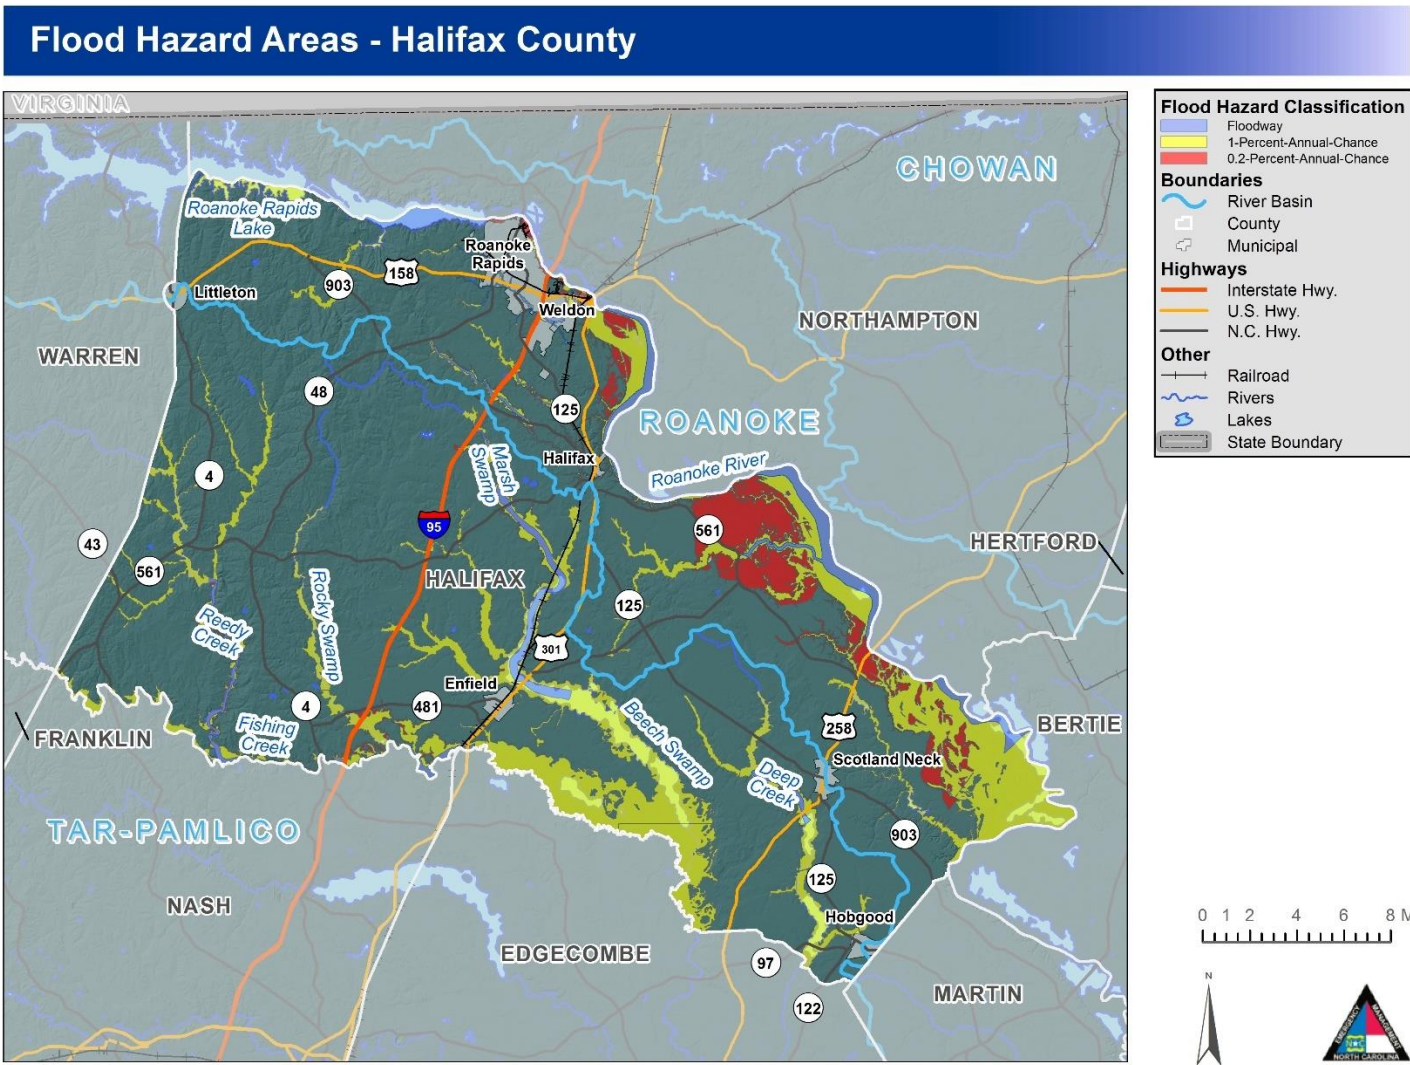 Flood Hazard Areas - Halifax County
VIRGINIA
CHOWAN
Roanoke Rapids
Lake
Roanoke
Rapids
158
903
Littleton
Weldon
NORTHAMPTON
WARREN
48
125
ROANOKE
Halifax
Marsh
Swamp
Roanoke River
4
95
561
43
HERTFORD
561
HALIFAX
Rocky Swamp
125
Reedy
Creek
301
Enfield
4
481
Beech Swamp
258
BERTIE
FRANKLIN
Fishing
Creek
Scotland Neck
Deep
Creek
TAR-PAMLICO
903
125
NASH
Hobgood
EDGECOMBE
97
MARTIN
122
Flood Hazard Classification
Floodway
1-Percent-Annual-Chance
0.2-Percent-Annual-Chance
Boundaries
River Basin
County
Municipal
Highways
Interstate Hwy.
U.S. Hwy.
N.C. Hwy.
Other
Railroad
Rivers
Lakes
State Boundary
0 1 2 4 6 8 M
N
EMERGENCY
MANAGEMENT
NC
NORTH CAROLINA